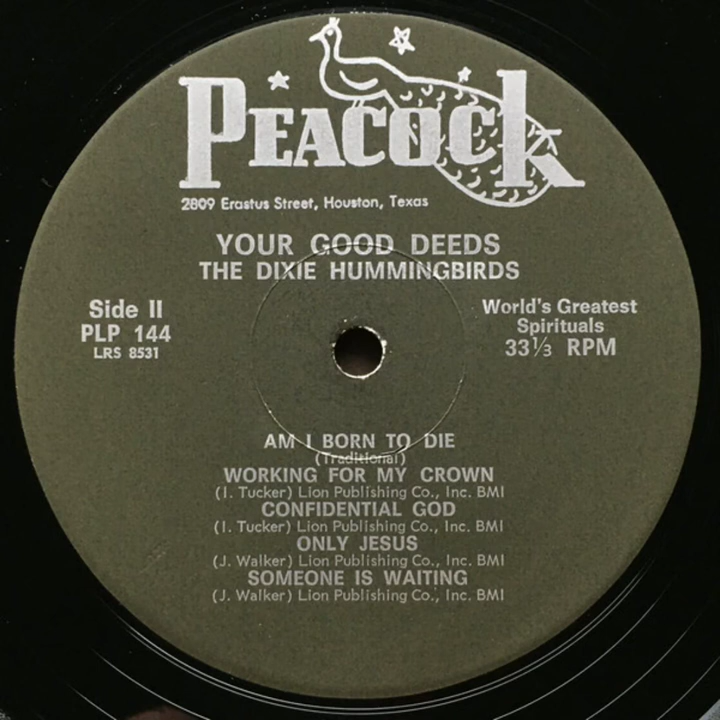 PEACOCK
2809 Erastus Street, Houston, Texas
YOUR GOOD DEEDS
THE DIXIE HUMMINGBIRDS
Side II
PLP 144
LRS 8531
World's Greatest
Spirituals
33⅓ RPM
AM I BORN TO DIE
(Traditional)
WORKING FOR MY CROWN
(I. Tucker) Lion Publishing Co., Inc. BMI
CONFIDENTIAL GOD
(I. Tucker) Lion Publishing Co., Inc. BMI
ONLY JESUS
(J. Walker) Lion Publishing Co., Inc. BMI
SOMEONE IS WAITING
(J. Walker) Lion Publishing Co., Inc. BMI